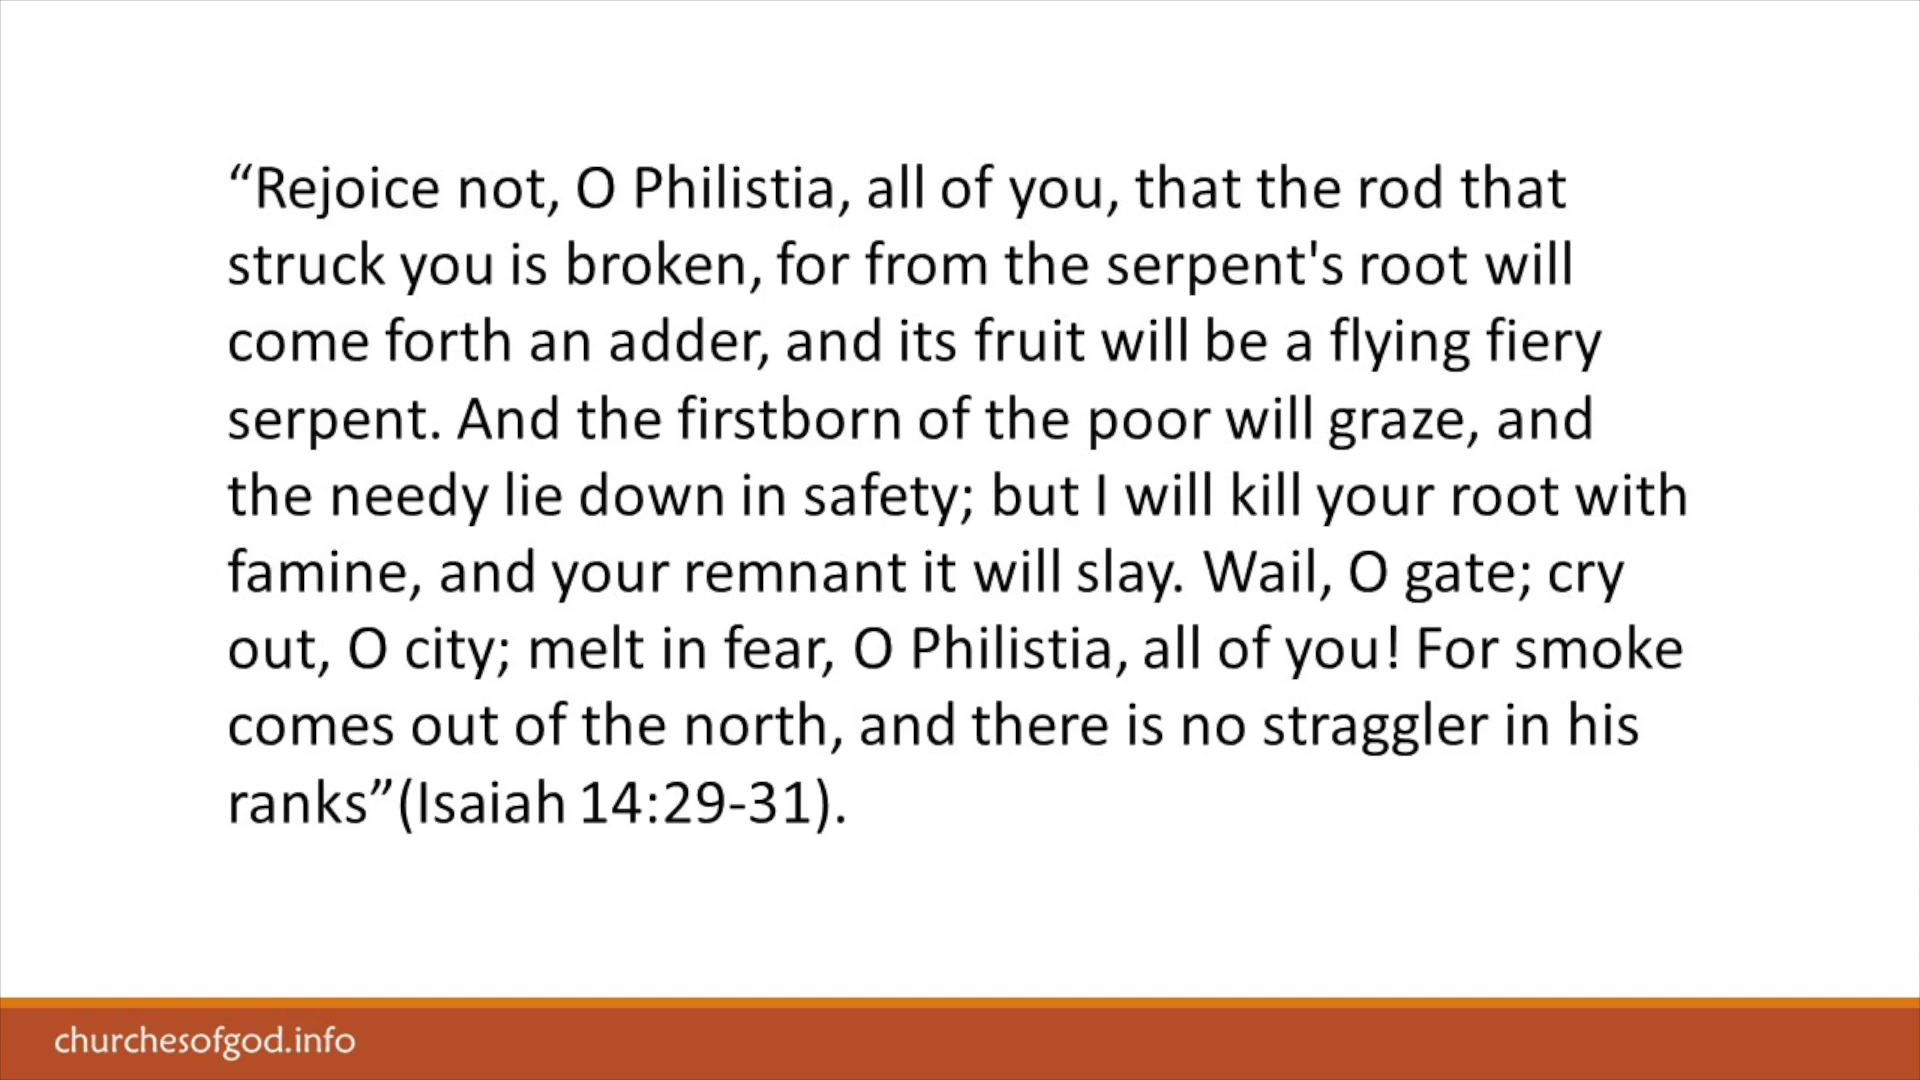 “Rejoice not, O Philistia, all of you, that the rod that
struck you is broken, for from the serpent's root will
come forth an adder, and its fruit will be a flying fiery
serpent. And the firstborn of the poor will graze, and
the needy lie down in safety; but I will kill your root with
famine, and your remnant it will slay. Wail, O gate; cry
out, O city; melt in fear, O Philistia, all of you! For smoke
comes out of the north, and there is no straggler in his
ranks”(Isaiah 14:29-31).
churchesofgod.info